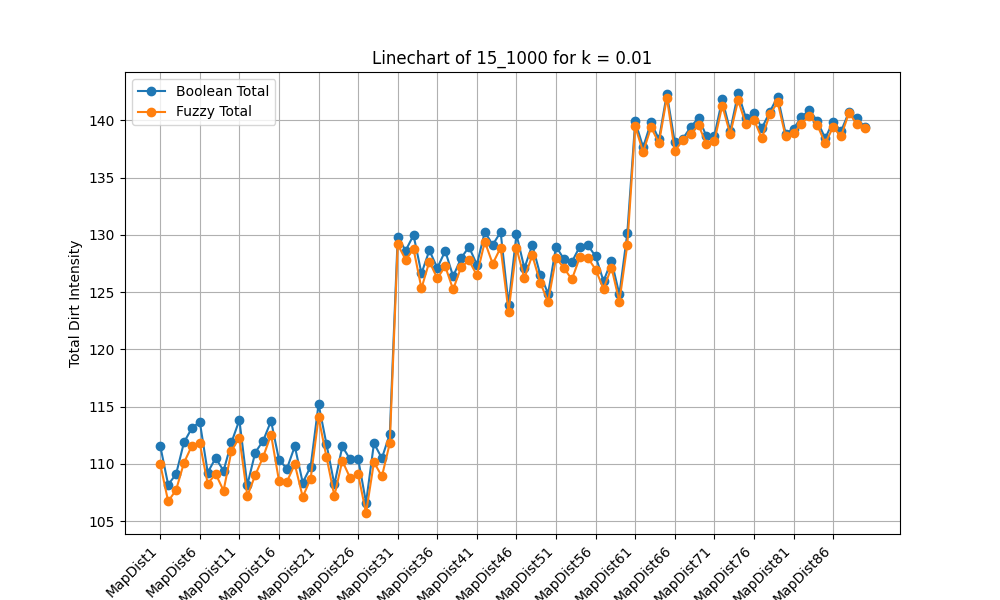 Linechart of 15_1000 for k = 0.01
Boolean Total
Fuzzy Total
Total Dirt Intensity
140
135
130
125
120
115
110
105
MapDist1
MapDist6
MapDist11
MapDist16
MapDist21
MapDist26
MapDist31
MapDist36
MapDist41
MapDist46
MapDist51
MapDist56
MapDist61
MapDist66
MapDist71
MapDist76
MapDist81
MapDist86